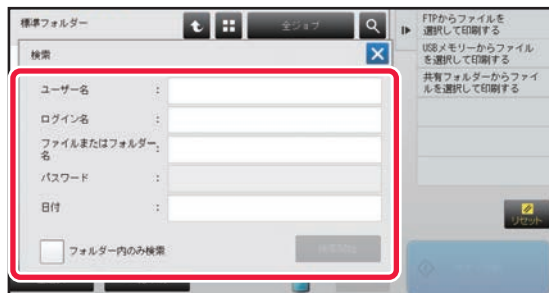 標準フォルダー
全ジョブ
検索
ユーザー名 :
ログイン名 :
ファイルまたはフォルダー名 :
パスワード :
日付 :
フォルダー内のみ検索
検索開始
FTPからファイルを
選択して印刷する
USBメモリーからファイル
を選択して印刷する
共有フォルダーからファイ
ルを選択して印刷する
リセット